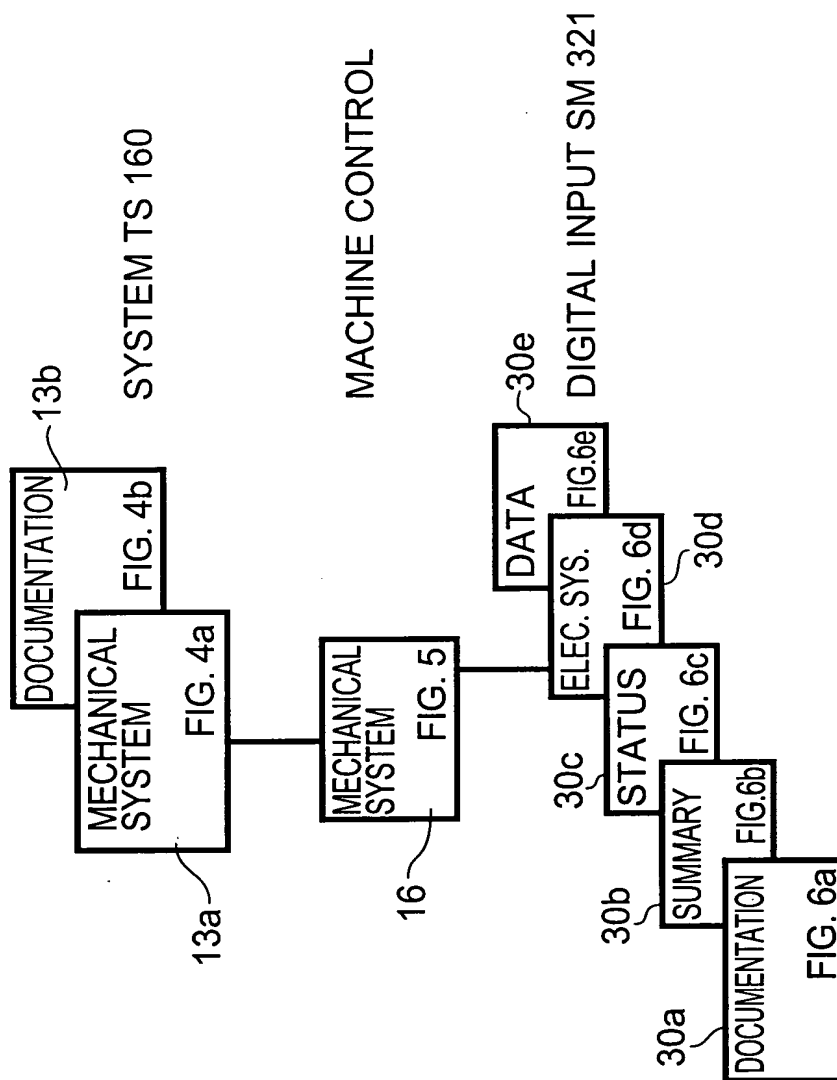 13b
DOCUMENTATION
FIG. 4b
SYSTEM TS 160
MECHANICAL
SYSTEM
FIG. 4a
13a
MECHANICAL
SYSTEM
FIG. 5
16
MACHINE CONTROL
30e
DATA
FIG.6e
DIGITAL INPUT SM 321
ELEC. SYS.
FIG. 6d
30d
30c
STATUS
FIG. 6c
30b
SUMMARY
FIG.6b
30a
DOCUMENTATION
FIG. 6a